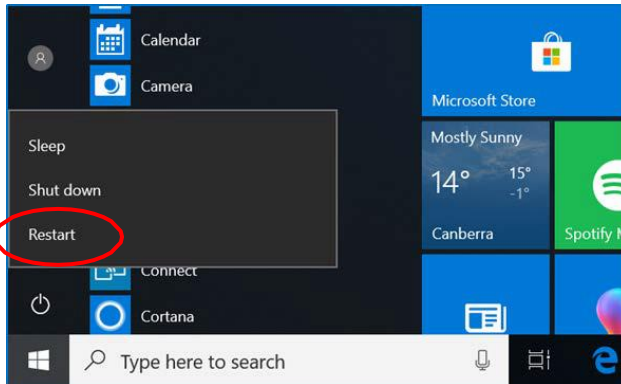 Calendar
Camera
Microsoft Store
Sleep
Shut down
Restart
Connect
Cortana
Mostly Sunny
14° 15°
-1°
Canberra
Spotify
Type here to search